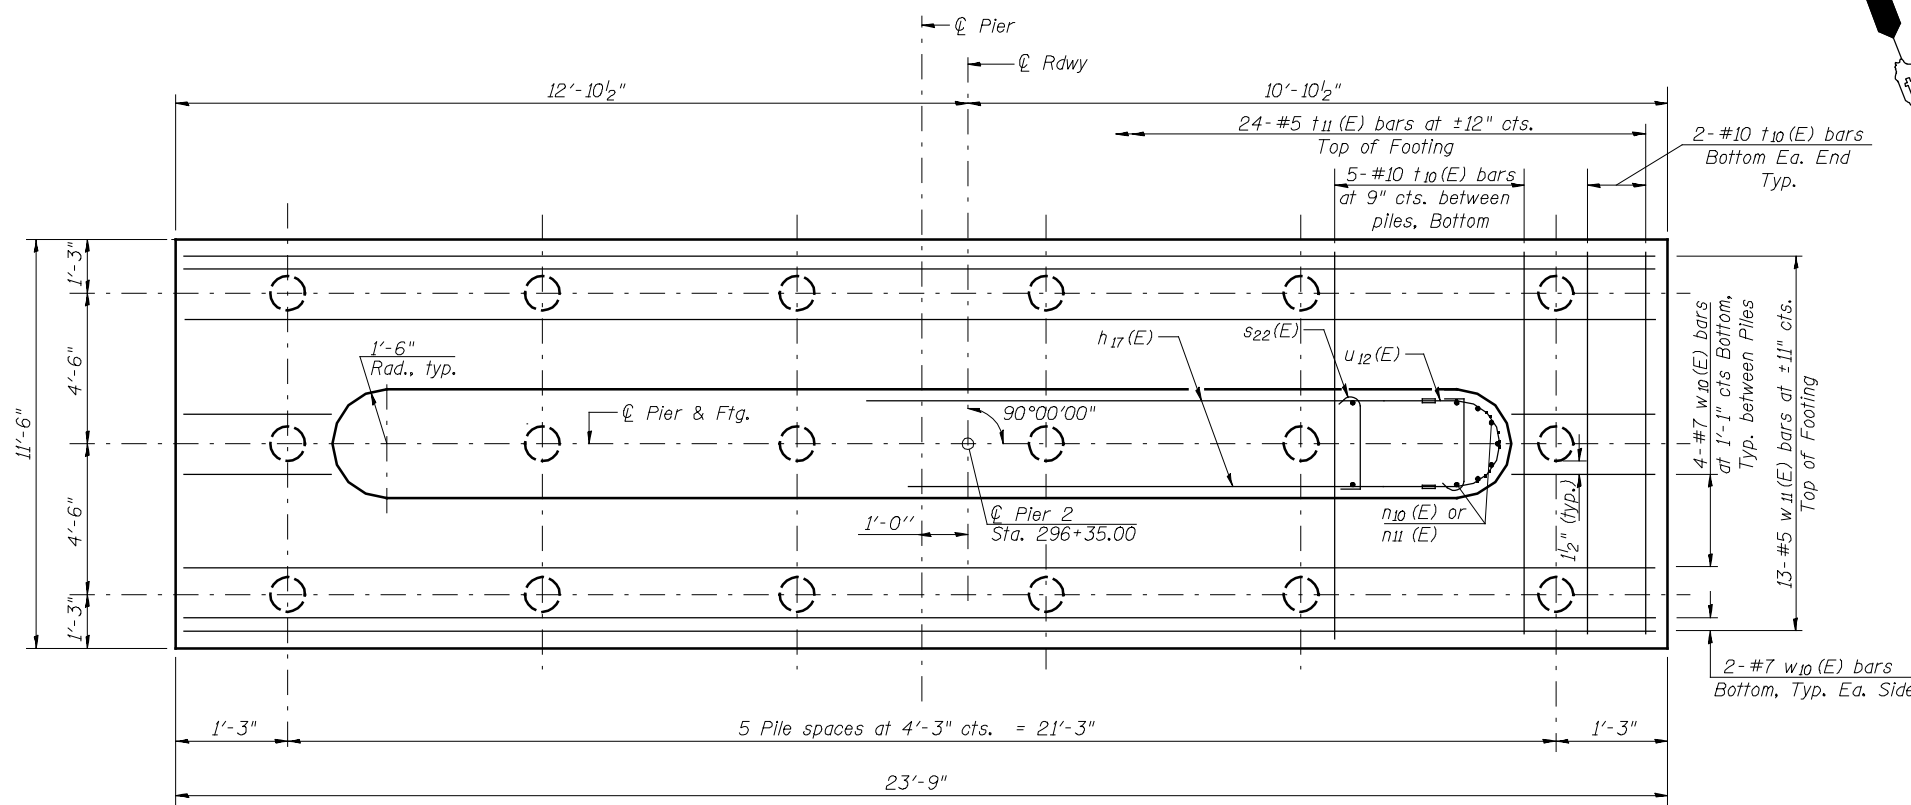 ℄ Pier
℄ Rdwy
12'-10½"
10'-10½"
24-#5 t11(E) bars at ±12" cts.
Top of Footing
2-#10 t10(E) bars
Bottom Ea. End
Typ.
5-#10 t10(E) bars
at 9" cts. between
piles, Bottom
1'-3"
4'-6"
11'-6"
4'-6"
1'-3"
1'-6"
Rad., typ.
℄ Pier & Ftg.
90°00'00"
h17(E)
s22(E)
u12(E)
1'-0"
℄ Pier 2
Sta. 296+35.00
n10(E) or
n11(E)
1½" (typ.)
4-#7 w10(E) bars
at 1'-1" cts Bottom,
Typ. between Piles
13-#5 w11(E) bars at ±11" cts.
Top of Footing
2-#7 w10(E) bars
Bottom, Typ. Ea. Side
1'-3"
5 Pile spaces at 4'-3" cts. = 21'-3"
1'-3"
23'-9"